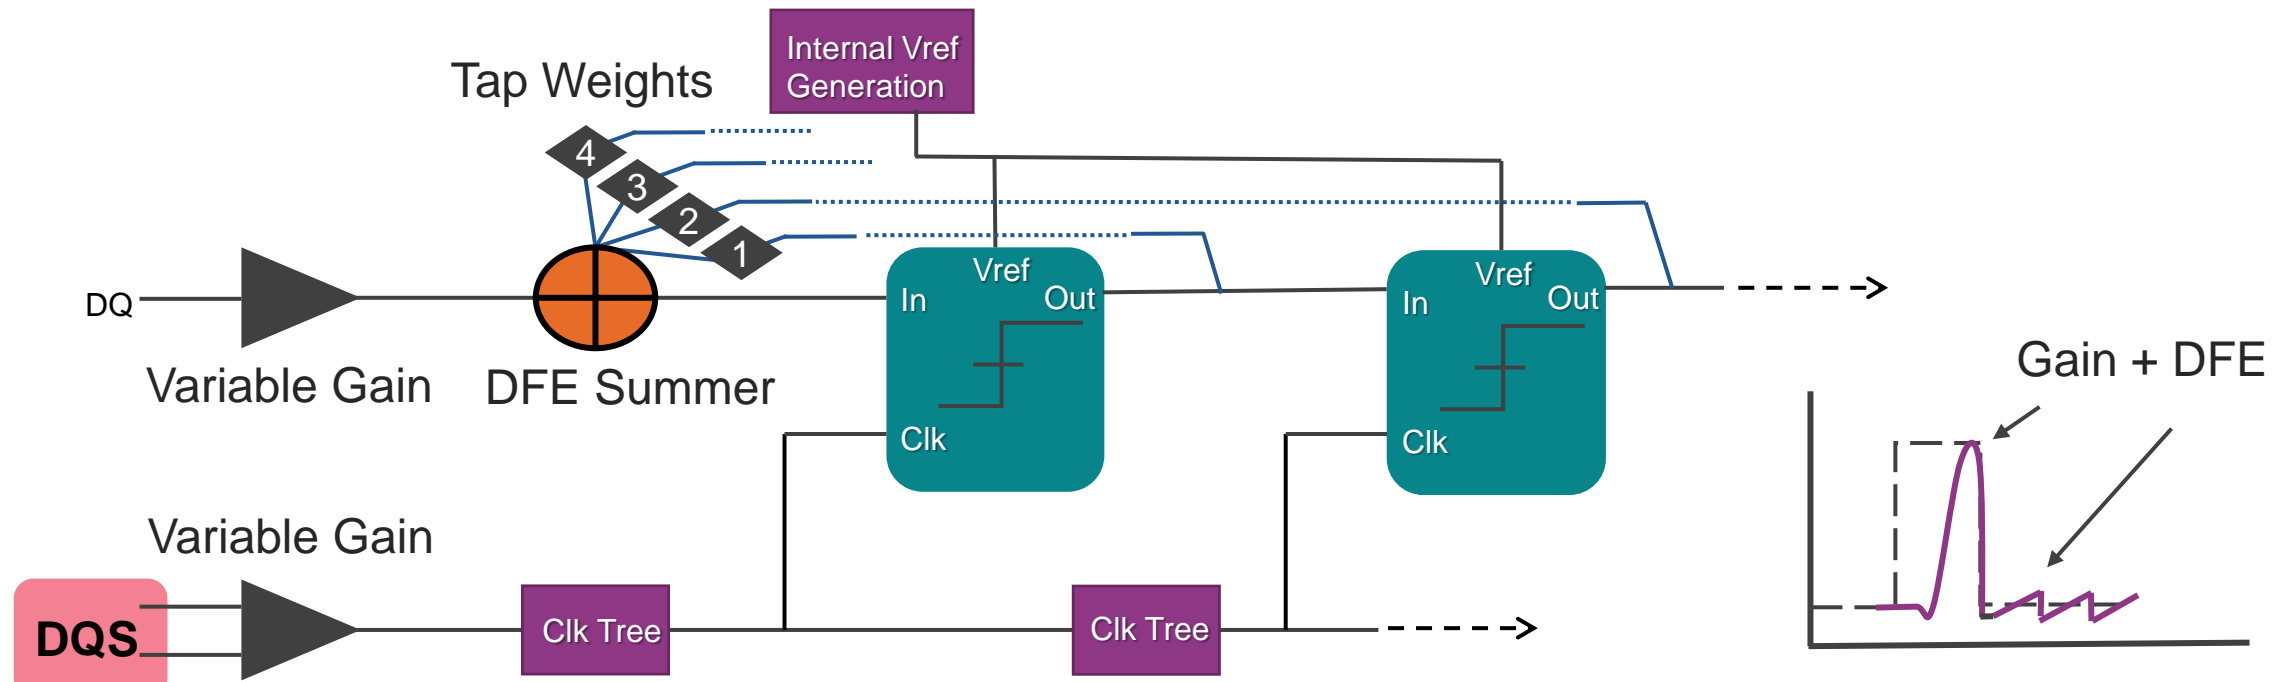 Internal Vref
Generation
Tap Weights
4
3
2
1
Vref
In
Out
Clk
Vref
In
Out
Clk
DQ
Variable Gain
DFE Summer
Gain + DFE
Variable Gain
DQS
Clk Tree
Clk Tree